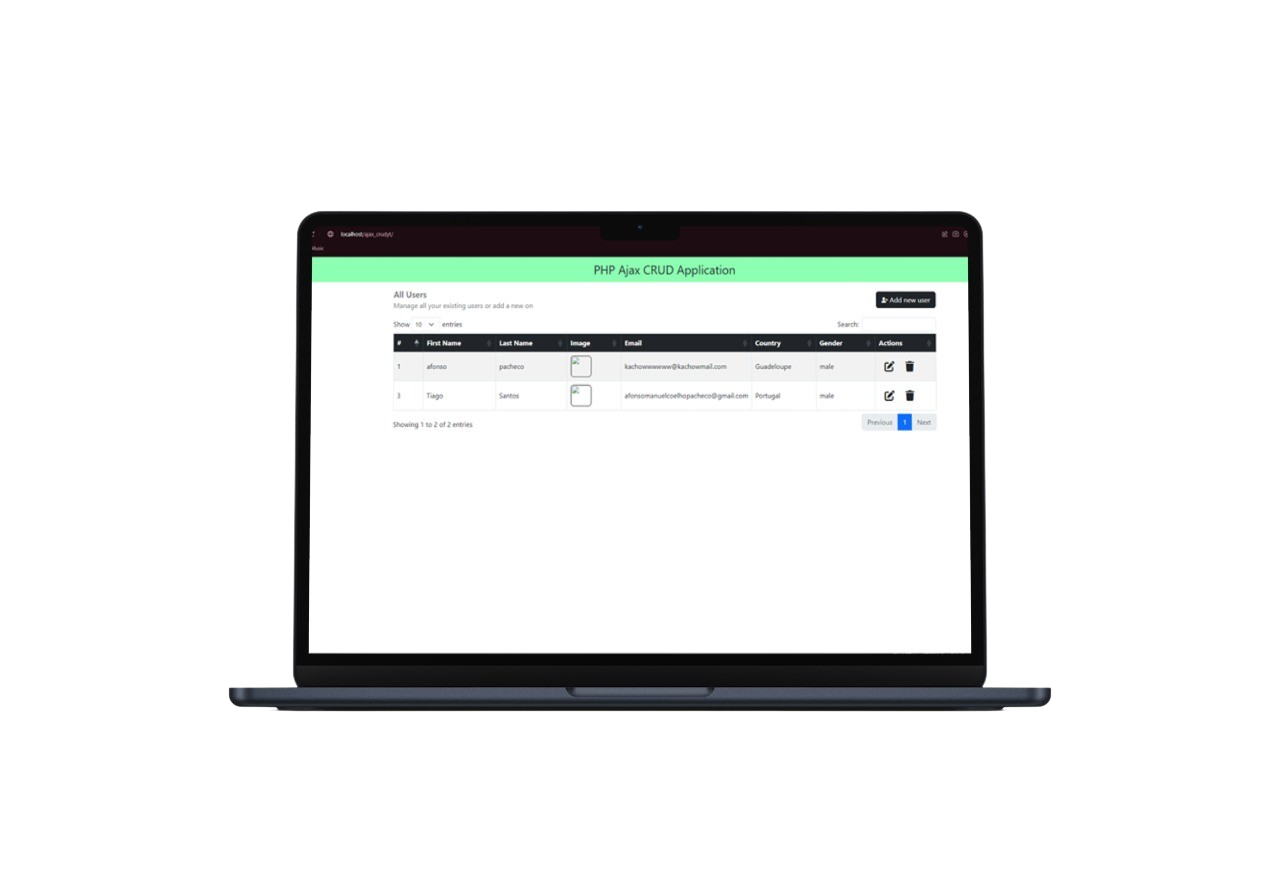 localhost/ajax_crudyt/
Music
PHP Ajax CRUD Application
All Users
Manage all your existing users or add a new on
Add new user
Show 10 entries
Search:
# First Name Last Name Image Email Country Gender Actions
1 afonso pacheco kachowwwwww@kachowmail.com Guadeloupe male
3 Tiago Santos afonsomanuelcoelhopacheco@gmail.com Portugal male
Showing 1 to 2 of 2 entries
Previous 1 Next